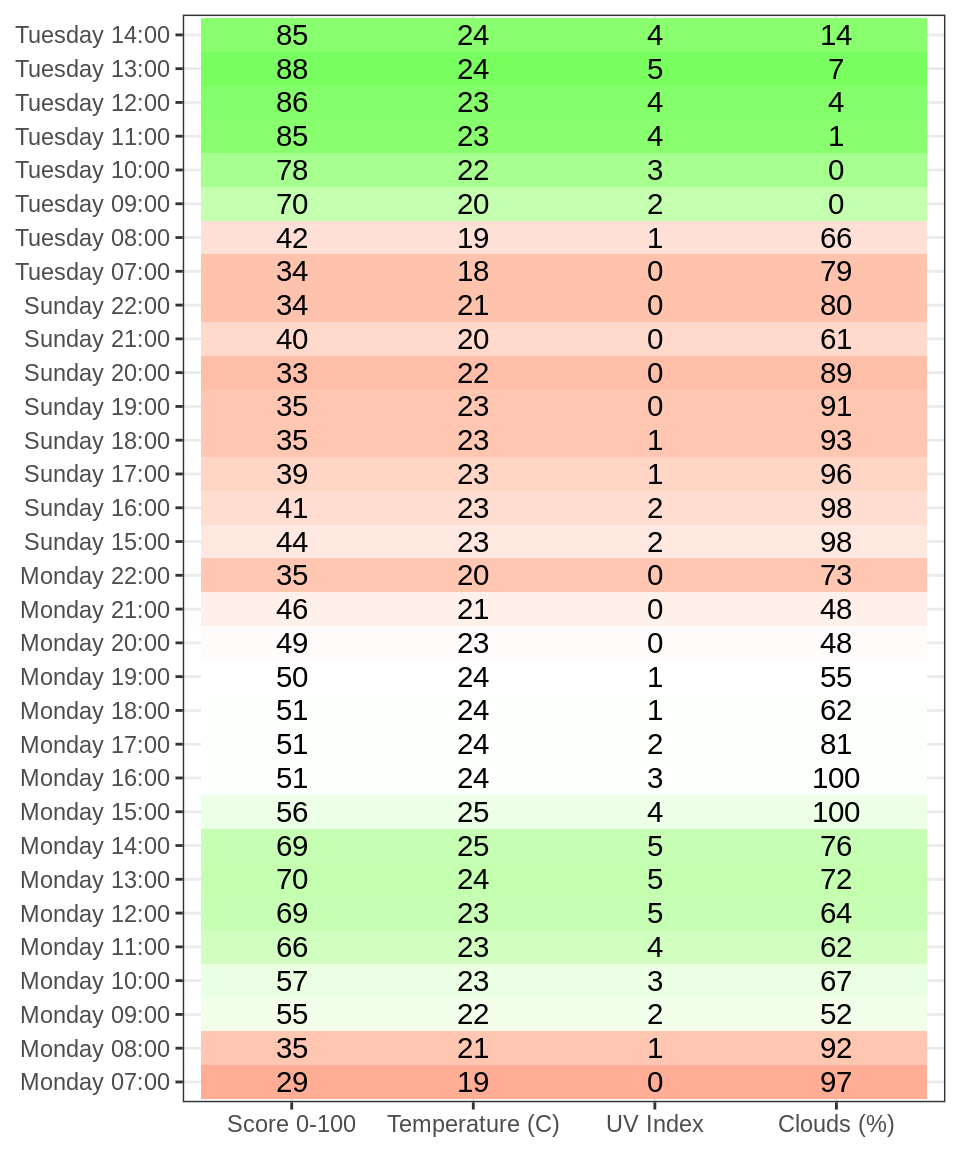 Tuesday 14:00 85 24 4 14
Tuesday 13:00 88 24 5 7
Tuesday 12:00 86 23 4 4
Tuesday 11:00 85 23 4 1
Tuesday 10:00 78 22 3 0
Tuesday 09:00 70 20 2 0
Tuesday 08:00 42 19 1 66
Tuesday 07:00 34 18 0 79
Sunday 22:00 34 21 0 80
Sunday 21:00 40 20 0 61
Sunday 20:00 33 22 0 89
Sunday 19:00 35 23 0 91
Sunday 18:00 35 23 1 93
Sunday 17:00 39 23 1 96
Sunday 16:00 41 23 2 98
Sunday 15:00 44 23 2 98
Monday 22:00 35 20 0 73
Monday 21:00 46 21 0 48
Monday 20:00 49 23 0 48
Monday 19:00 50 24 1 55
Monday 18:00 51 24 1 62
Monday 17:00 51 24 2 81
Monday 16:00 51 24 3 100
Monday 15:00 56 25 4 100
Monday 14:00 69 25 5 76
Monday 13:00 70 24 5 72
Monday 12:00 69 23 5 64
Monday 11:00 66 23 4 62
Monday 10:00 57 23 3 67
Monday 09:00 55 22 2 52
Monday 08:00 35 21 1 92
Monday 07:00 29 19 0 97
Score 0-100 Temperature (C) UV Index Clouds (%)